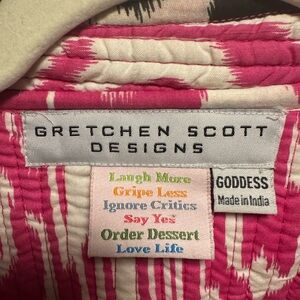 GRETCHEN SCOTT
DESIGNS
Laugh More
Gripe Less
Ignore Critics
Say Yes
Order Dessert
Love Life
GODDESS
Made in India